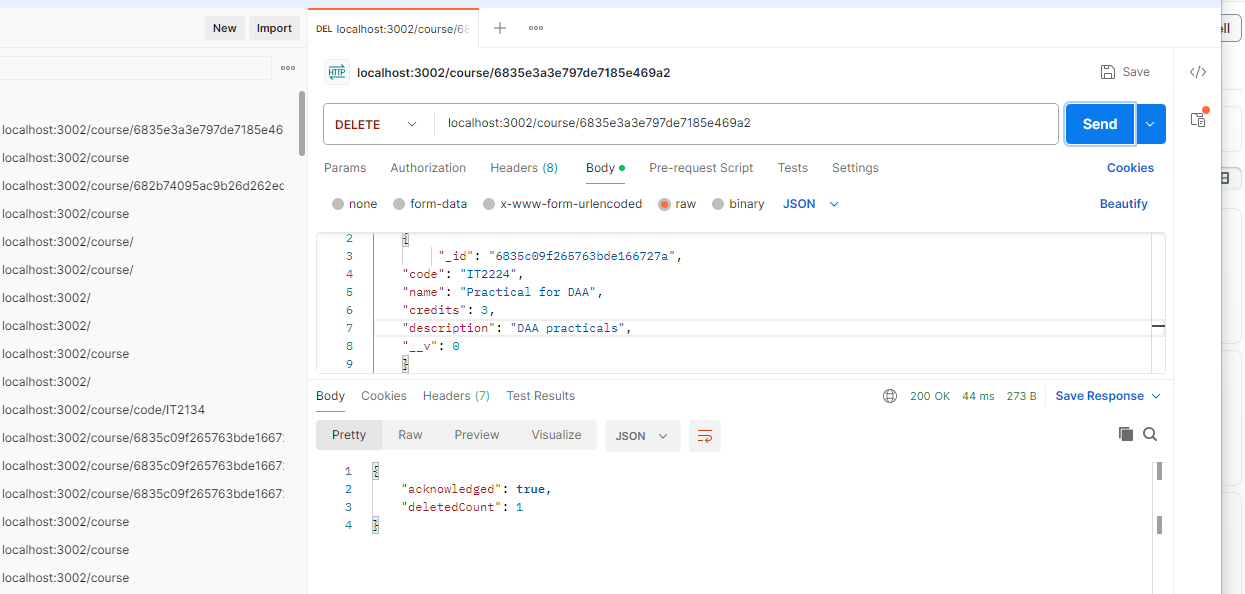 New Import DEL localhost:3002/course/68
localhost:3002/course/6835e3a3e797de7185e469a2 Save
DELETE localhost:3002/course/6835e3a3e797de7185e469a2 Send
Params Authorization Headers (8) Body Pre-request Script Tests Settings Cookies
none form-data x-www-form-urlencoded raw binary JSON Beautify
2 {
3 "_id": "6835c09f265763bde166727a",
4 "code": "IT2224",
5 "name": "Practical for DAA",
6 "credits": 3,
7 "description": "DAA practicals",
8 "__v": 0
9 }
Body Cookies Headers (7) Test Results 200 OK 44 ms 273 B Save Response
Pretty Raw Preview Visualize JSON
1 {
2 "acknowledged": true,
3 "deletedCount": 1
4 }
localhost:3002/course/6835e3a3e797de7185e46
localhost:3002/course
localhost:3002/course/682b74095ac9b26d262ec
localhost:3002/course
localhost:3002/course/
localhost:3002/course/
localhost:3002/
localhost:3002/
localhost:3002/course
localhost:3002/
localhost:3002/course/code/IT2134
localhost:3002/course/6835c09f265763bde1667
localhost:3002/course/6835c09f265763bde1667
localhost:3002/course/6835c09f265763bde1667
localhost:3002/course
localhost:3002/course
localhost:3002/course